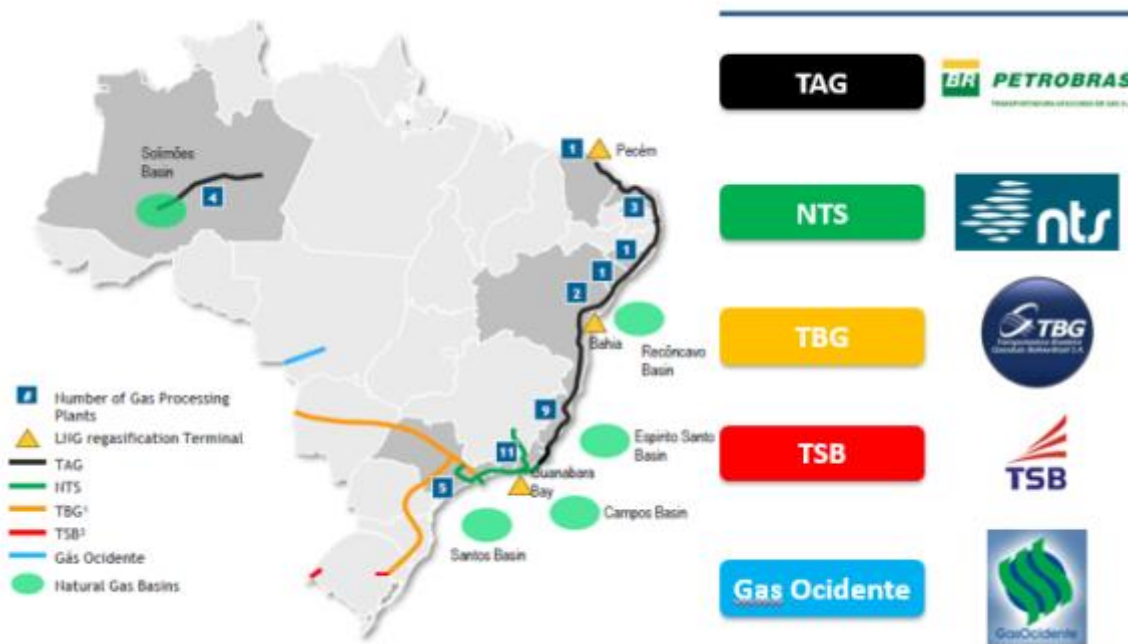 Solimões
Basin
4
1
Pecém
3
1
1
2
Bahia
Recôncavo
Basin
9
Espirito Santo
Basin
11
Guanabara
Bay
5
Campos Basin
Santos Basin
Number of Gas Processing
Plants
LNG regasification Terminal
TAG
NTS
TBG¹
TSB²
Gás Ocidente
Natural Gas Basins
TAG
BR PETROBRAS
NTS
nts
TBG
TBG
TSB
TSB
Gas Ocidente
GasOcidente